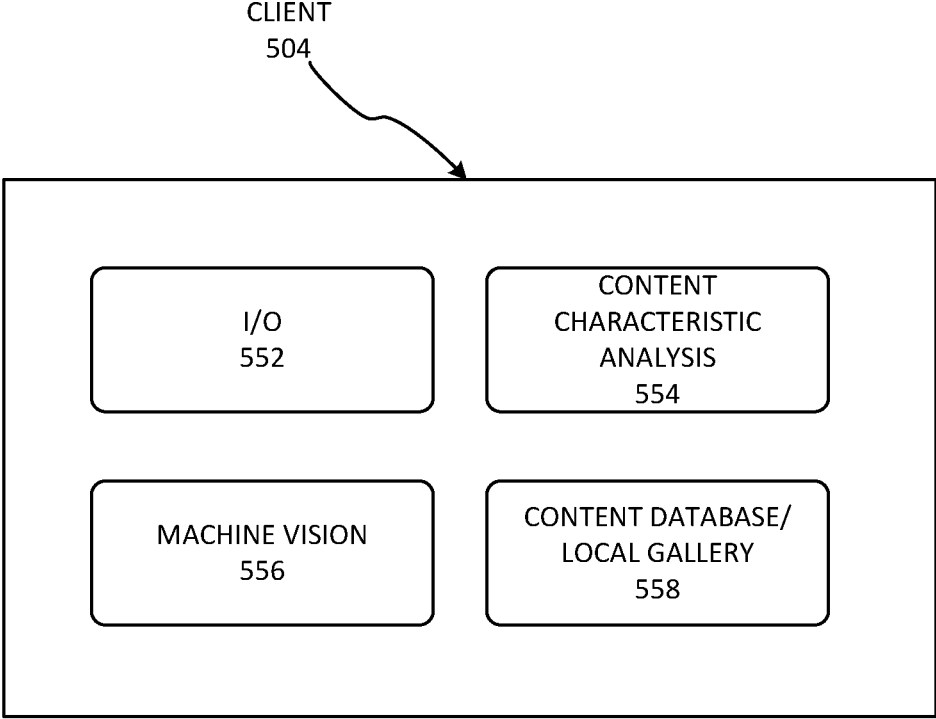 CLIENT
504
I/O
552
CONTENT
CHARACTERISTIC
ANALYSIS
554
MACHINE VISION
556
CONTENT DATABASE/
LOCAL GALLERY
558